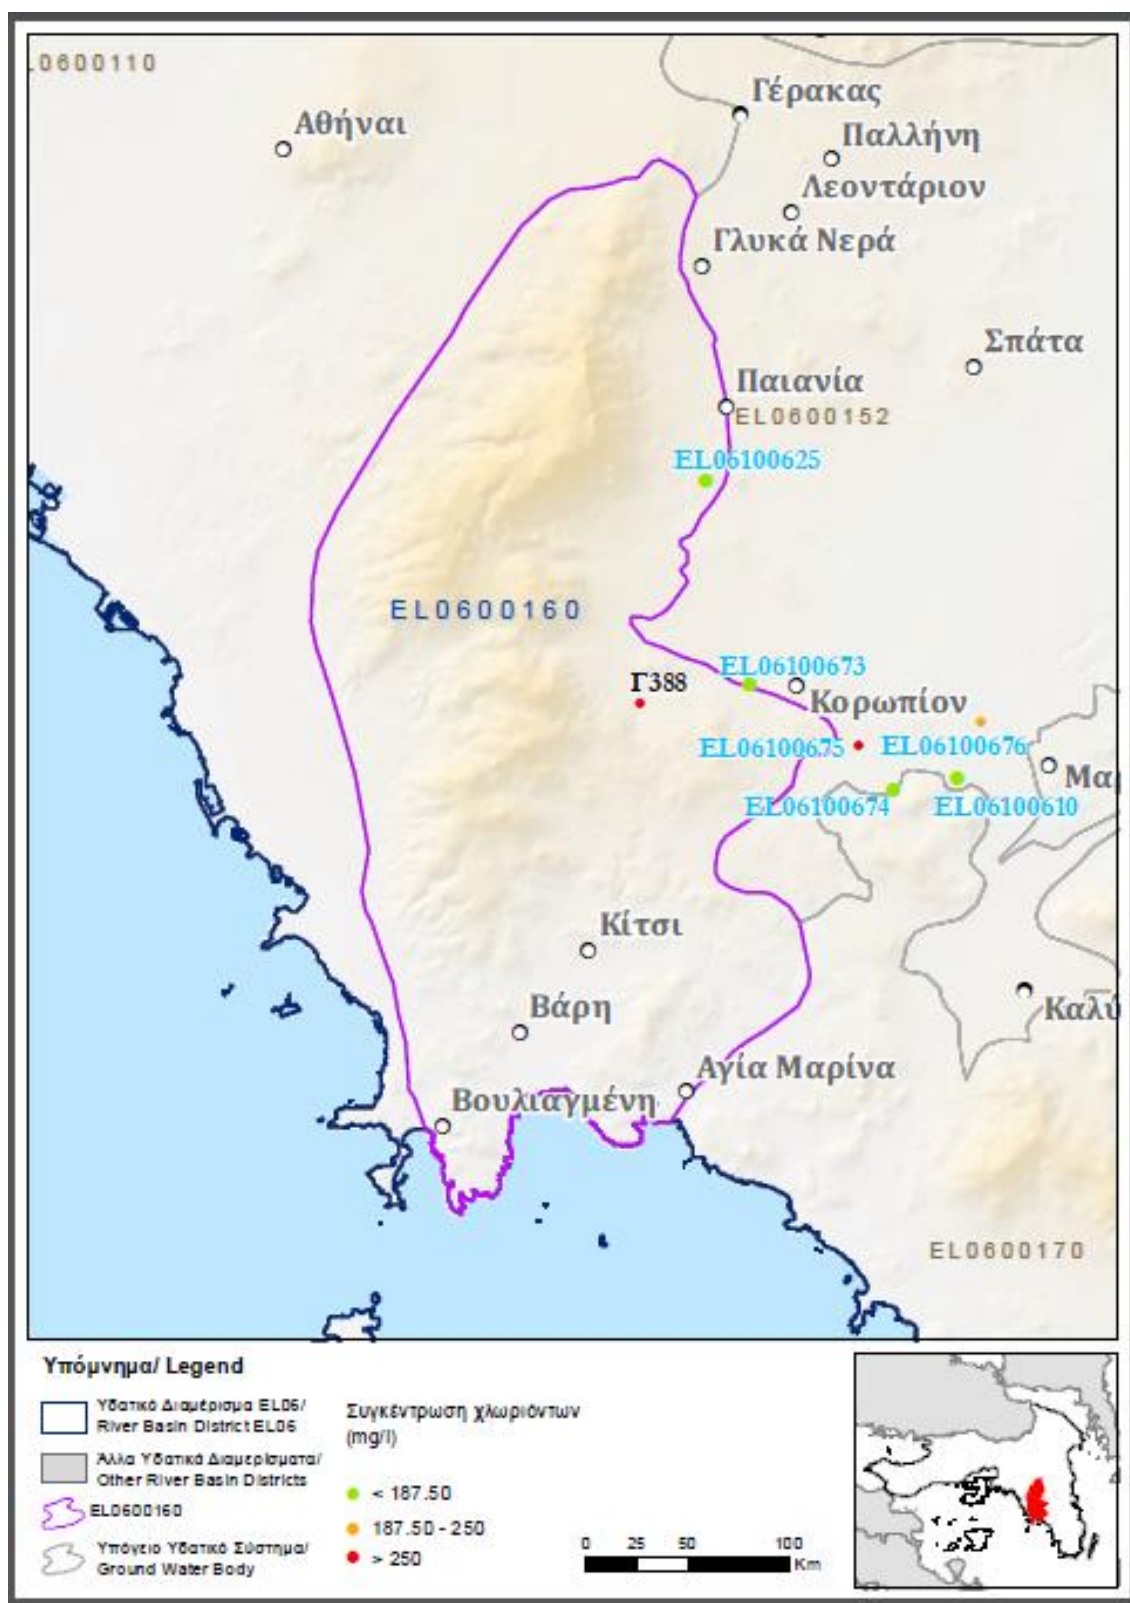 0600110
Γέρακας
Αθήναι
Παλλήνη
Λεοντάριον
Γλυκά Νερά
Σπάτα
Παιανία
EL0600152
EL06100625
EL0600160
EL06100673
Γ388
Κορωπίον
EL06100675
EL06100676
Μαρ
EL06100674
EL06100610
Κίτσι
Βάρη
Καλύ
Αγία Μαρίνα
Βουλιαγμένη
EL0600170
Υπόμνημα/ Legend
Υδατικό Διαμέρισμα EL06/
River Basin District EL06
Άλλα Υδατικά Διαμερίσματα/
Other River Basin Districts
EL0600160
Υπόγειο Υδατικό Σύστημα/
Ground Water Body
Συγκέντρωση χλωριόντων
(mg/l)
< 187.50
187.50 - 250
> 250
0 25 50 100
Km